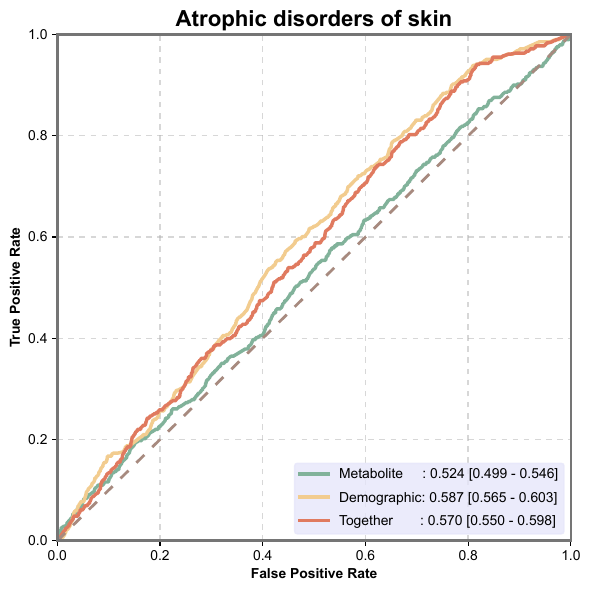 Atrophic disorders of skin
1.0
0.8
0.6
0.4
0.2
0.0
True Positive Rate
Metabolite : 0.524 [0.499 - 0.546]
Demographic: 0.587 [0.565 - 0.603]
Together : 0.570 [0.550 - 0.598]
0.0 0.2 0.4 0.6 0.8 1.0
False Positive Rate